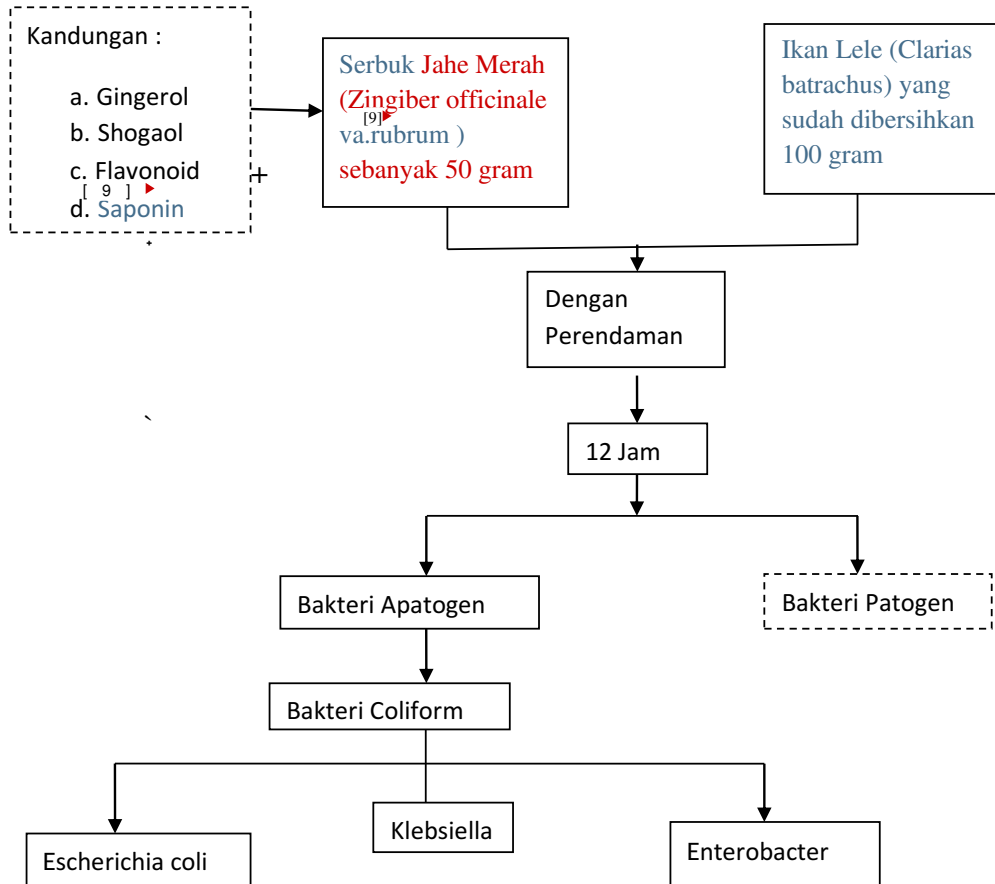 Kandungan :
a. Gingerol
b. Shogaol
c. Flavonoid
[ 9 ]
d. Saponin
+
+
Serbuk Jahe Merah
(Zingiber officinale
[9]
va.rubrum )
sebanyak 50 gram
Ikan Lele (Clarias
batrachus) yang
sudah dibersihkan
100 gram
Dengan
Perendaman
`
12 Jam
Bakteri Apatogen
Bakteri Patogen
Bakteri Coliform
Escherichia coli
Klebsiella
Enterobacter